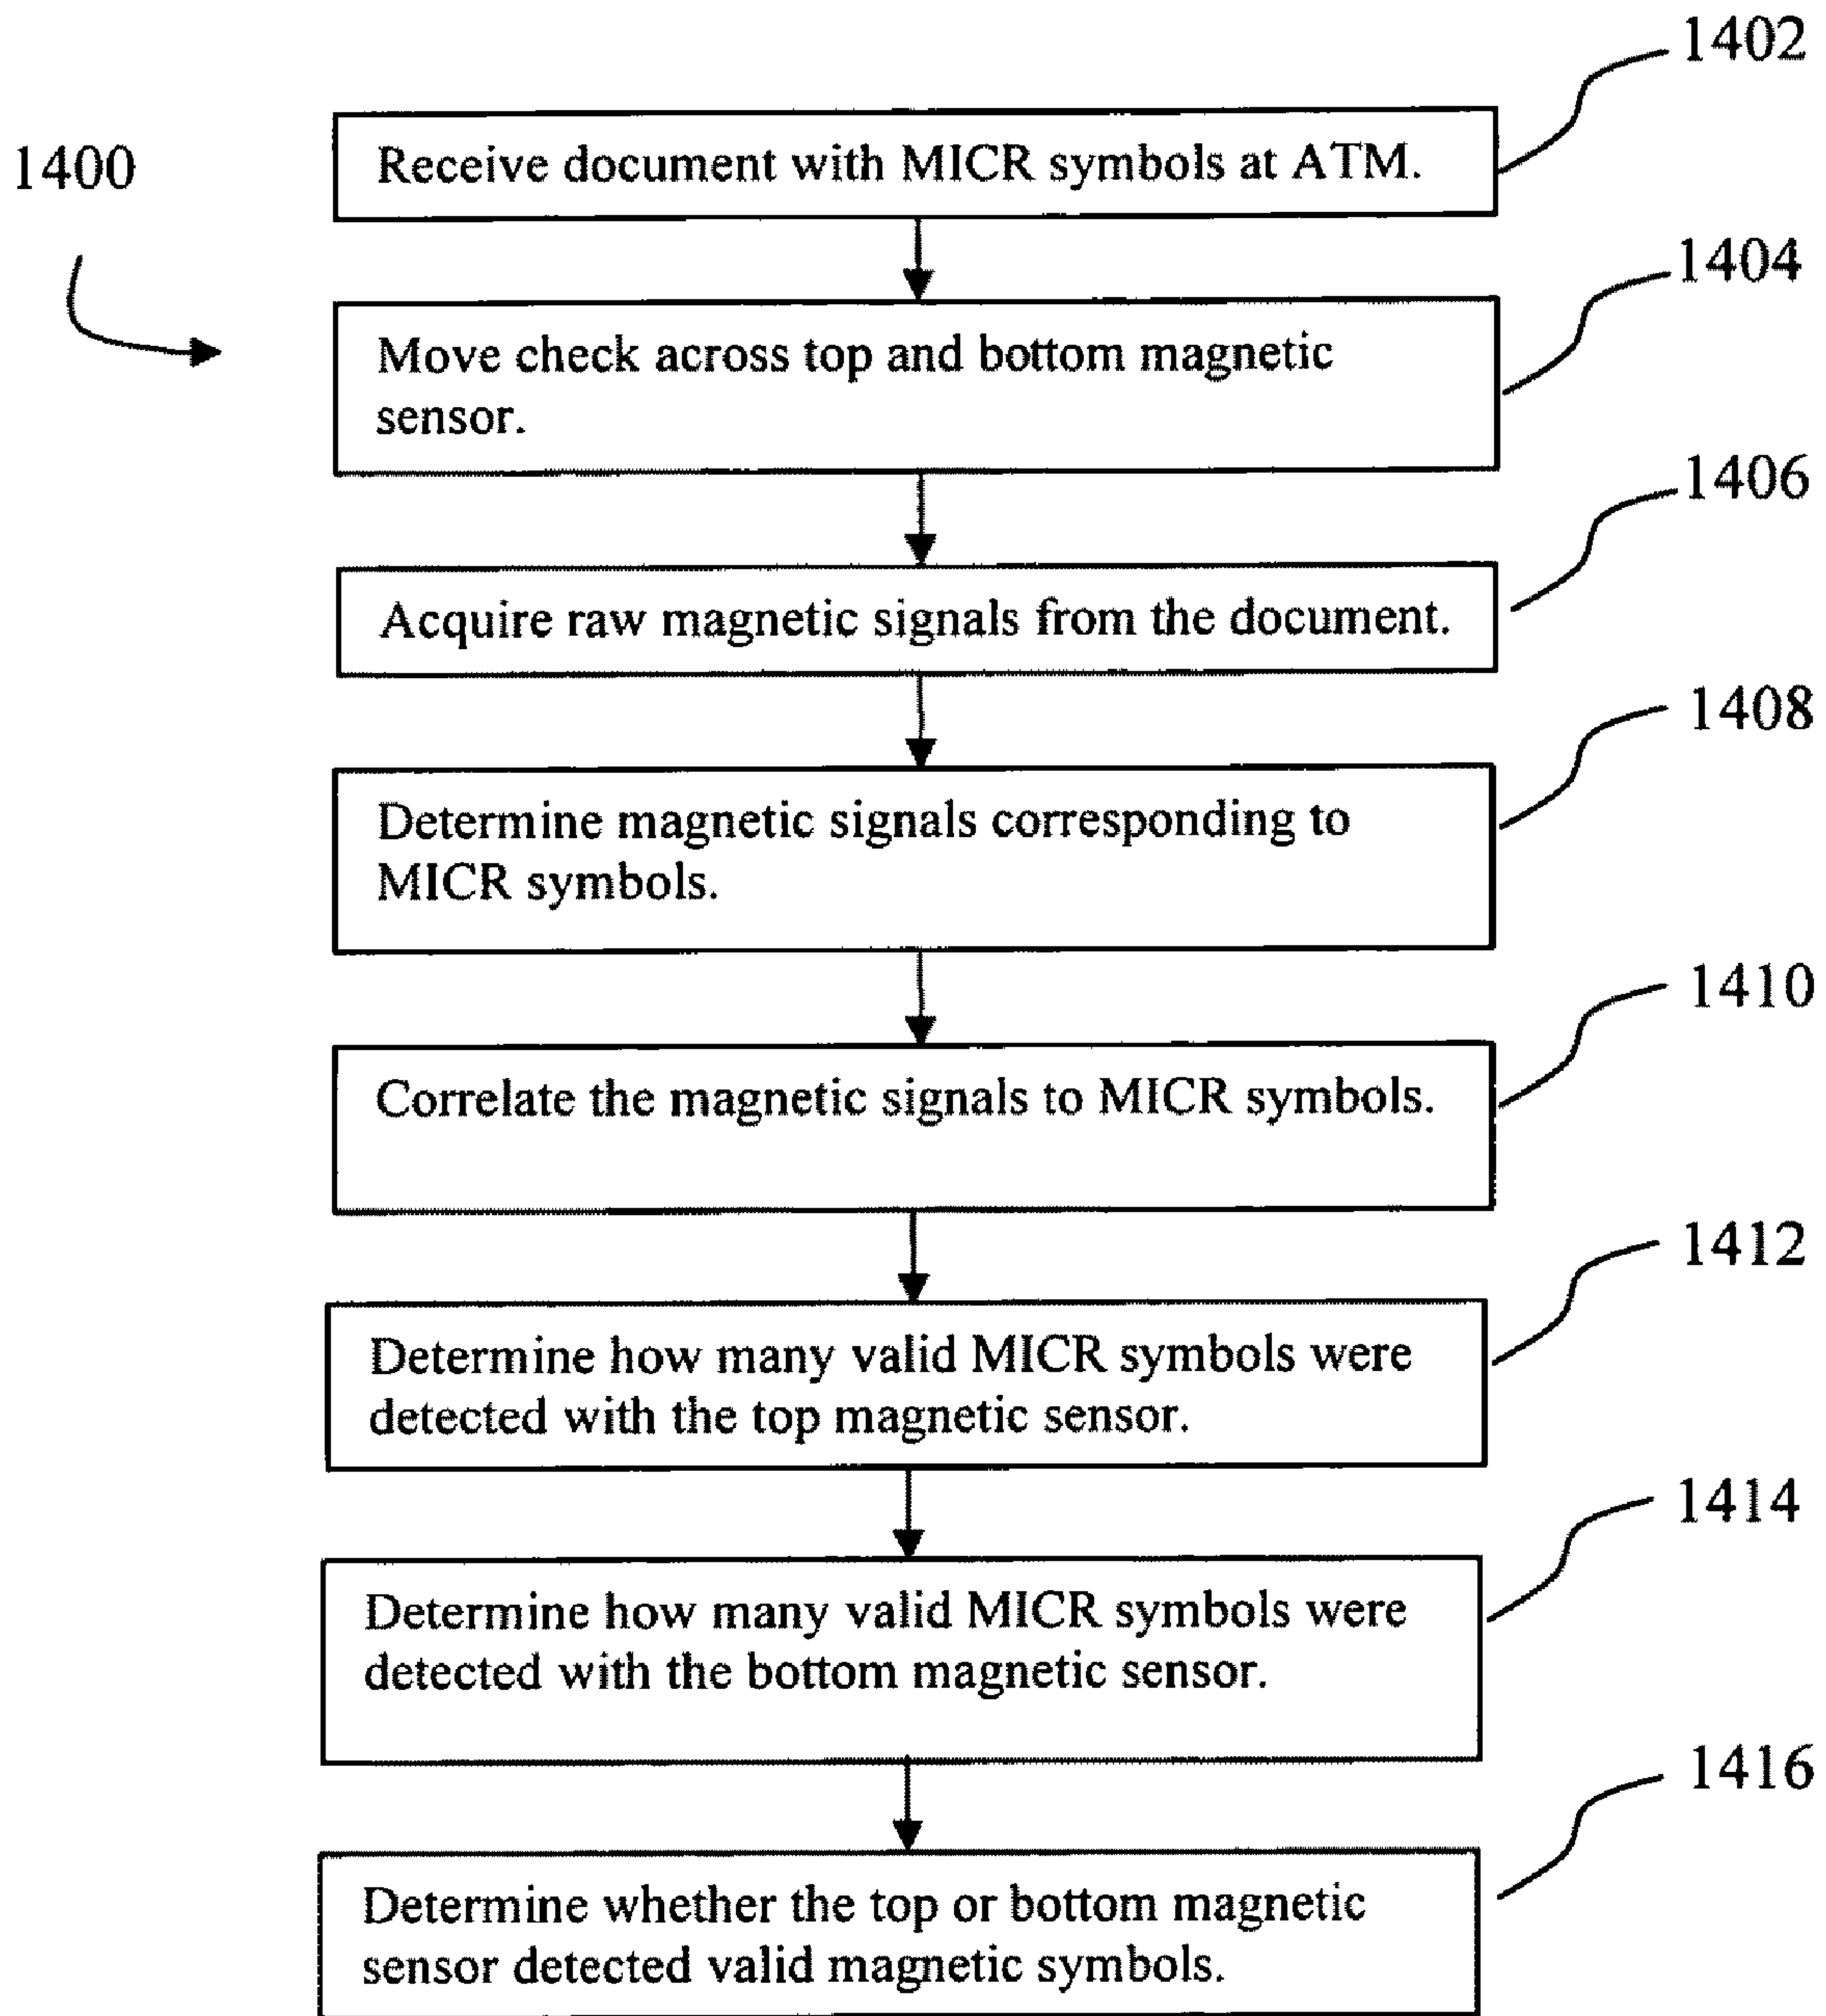 1400
1402
Receive document with MICR symbols at ATM.
1404
Move check across top and bottom magnetic
sensor.
1406
Acquire raw magnetic signals from the document.
1408
Determine magnetic signals corresponding to
MICR symbols.
1410
Correlate the magnetic signals to MICR symbols.
1412
Determine how many valid MICR symbols were
detected with the top magnetic sensor.
1414
Determine how many valid MICR symbols were
detected with the bottom magnetic sensor.
1416
Determine whether the top or bottom magnetic
sensor detected valid magnetic symbols.